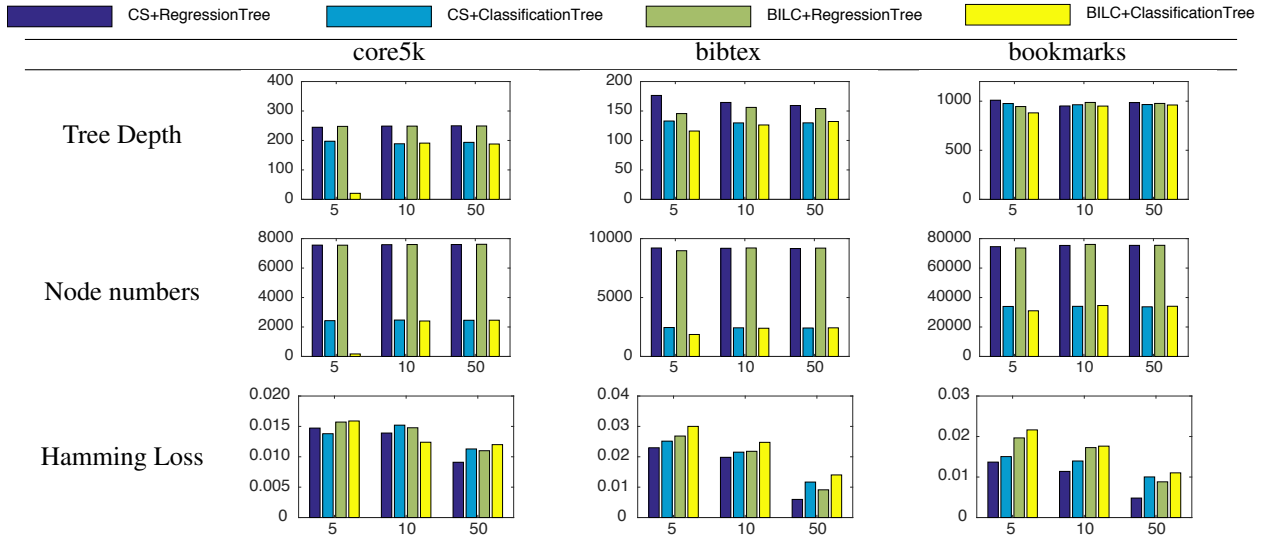 CS+RegressionTree CS+ClassificationTree BILC+RegressionTree BILC+ClassificationTree
core5k bibtex bookmarks
Tree Depth
400
300
200
100
0
5 10 50
200
150
100
50
0
5 10 50
1000
500
0
5 10 50
Node numbers
8000
6000
4000
2000
0
5 10 50
10000
5000
0
5 10 50
80000
60000
40000
20000
0
5 10 50
Hamming Loss
0.020
0.015
0.010
0.005
0
5 10 50
0.04
0.03
0.02
0.01
0
5 10 50
0.03
0.02
0.01
0
5 10 50